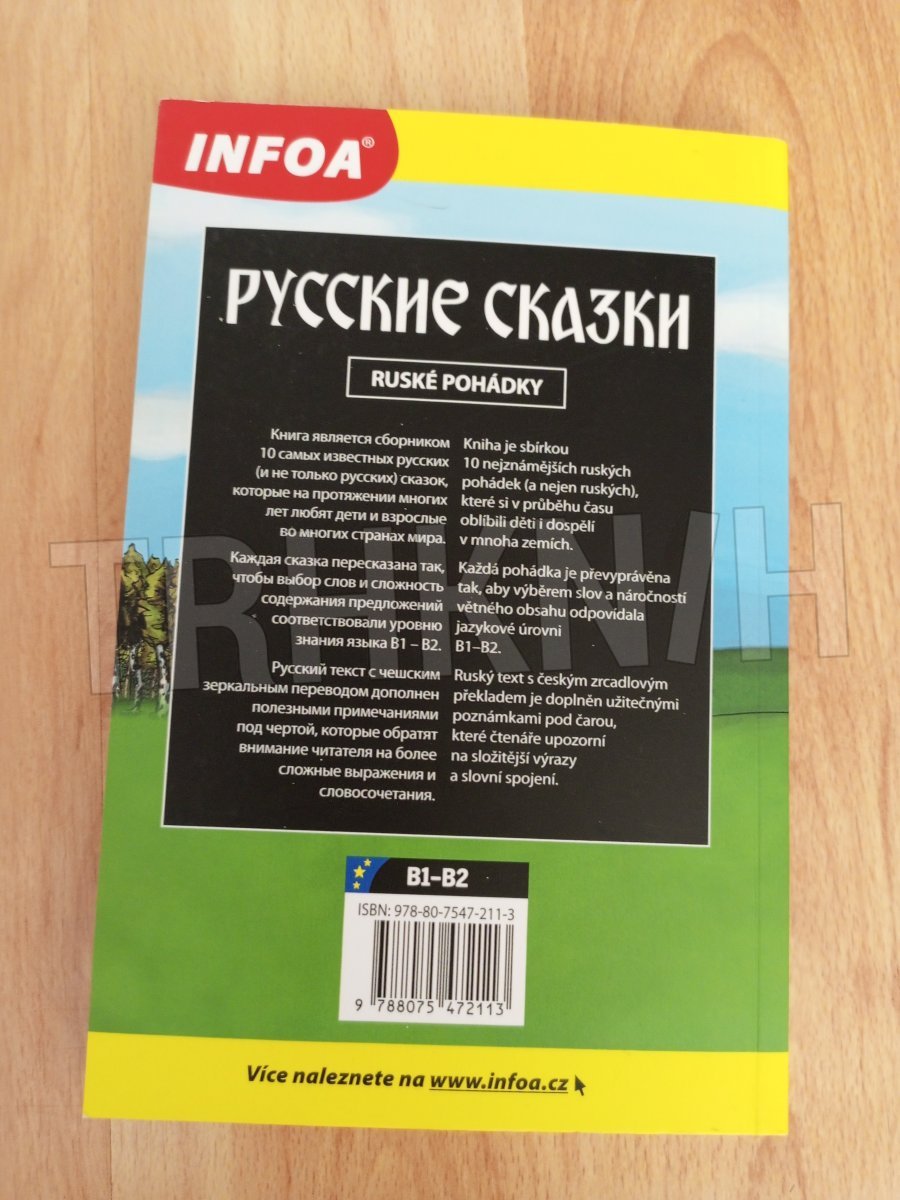 INFOA®
РУССКИЕ СКАЗКИ
RUSKÉ POHÁDKY
Книга является сборником
10 самых известных русских
(и не только русских) сказок,
которые на протяжении многих
лет любят дети и взрослые
во многих странах мира.
Каждая сказка пересказана так,
чтобы выбор слов и сложность
содержания предложений
соответствовали уровню
знания языка B1 – B2.
Русский текст с чешским
зеркальным переводом дополнен
полезными примечаниями
под чертой, которые обратят
внимание читателя на более
сложные выражения и
словосочетания.
Kniha je sbírkou
10 nejznámějších ruských
pohádek (a nejen ruských),
které si v průběhu času
oblíbili děti i dospělí
v mnoha zemích.
Každá pohádka je převyprávěna
tak, aby výběrem slov a náročností
větného obsahu odpovídala
jazykové úrovni
B1–B2.
Ruský text s českým zrcadlovým
překladem je doplněn užitečnými
poznámkami pod čarou,
které čtenáře upozorní
na složitější výrazy
a slovní spojení.
TRHKNIH
B1–B2
ISBN: 978-80-7547-211-3
9 788075 472113
Více naleznete na www.infoa.cz